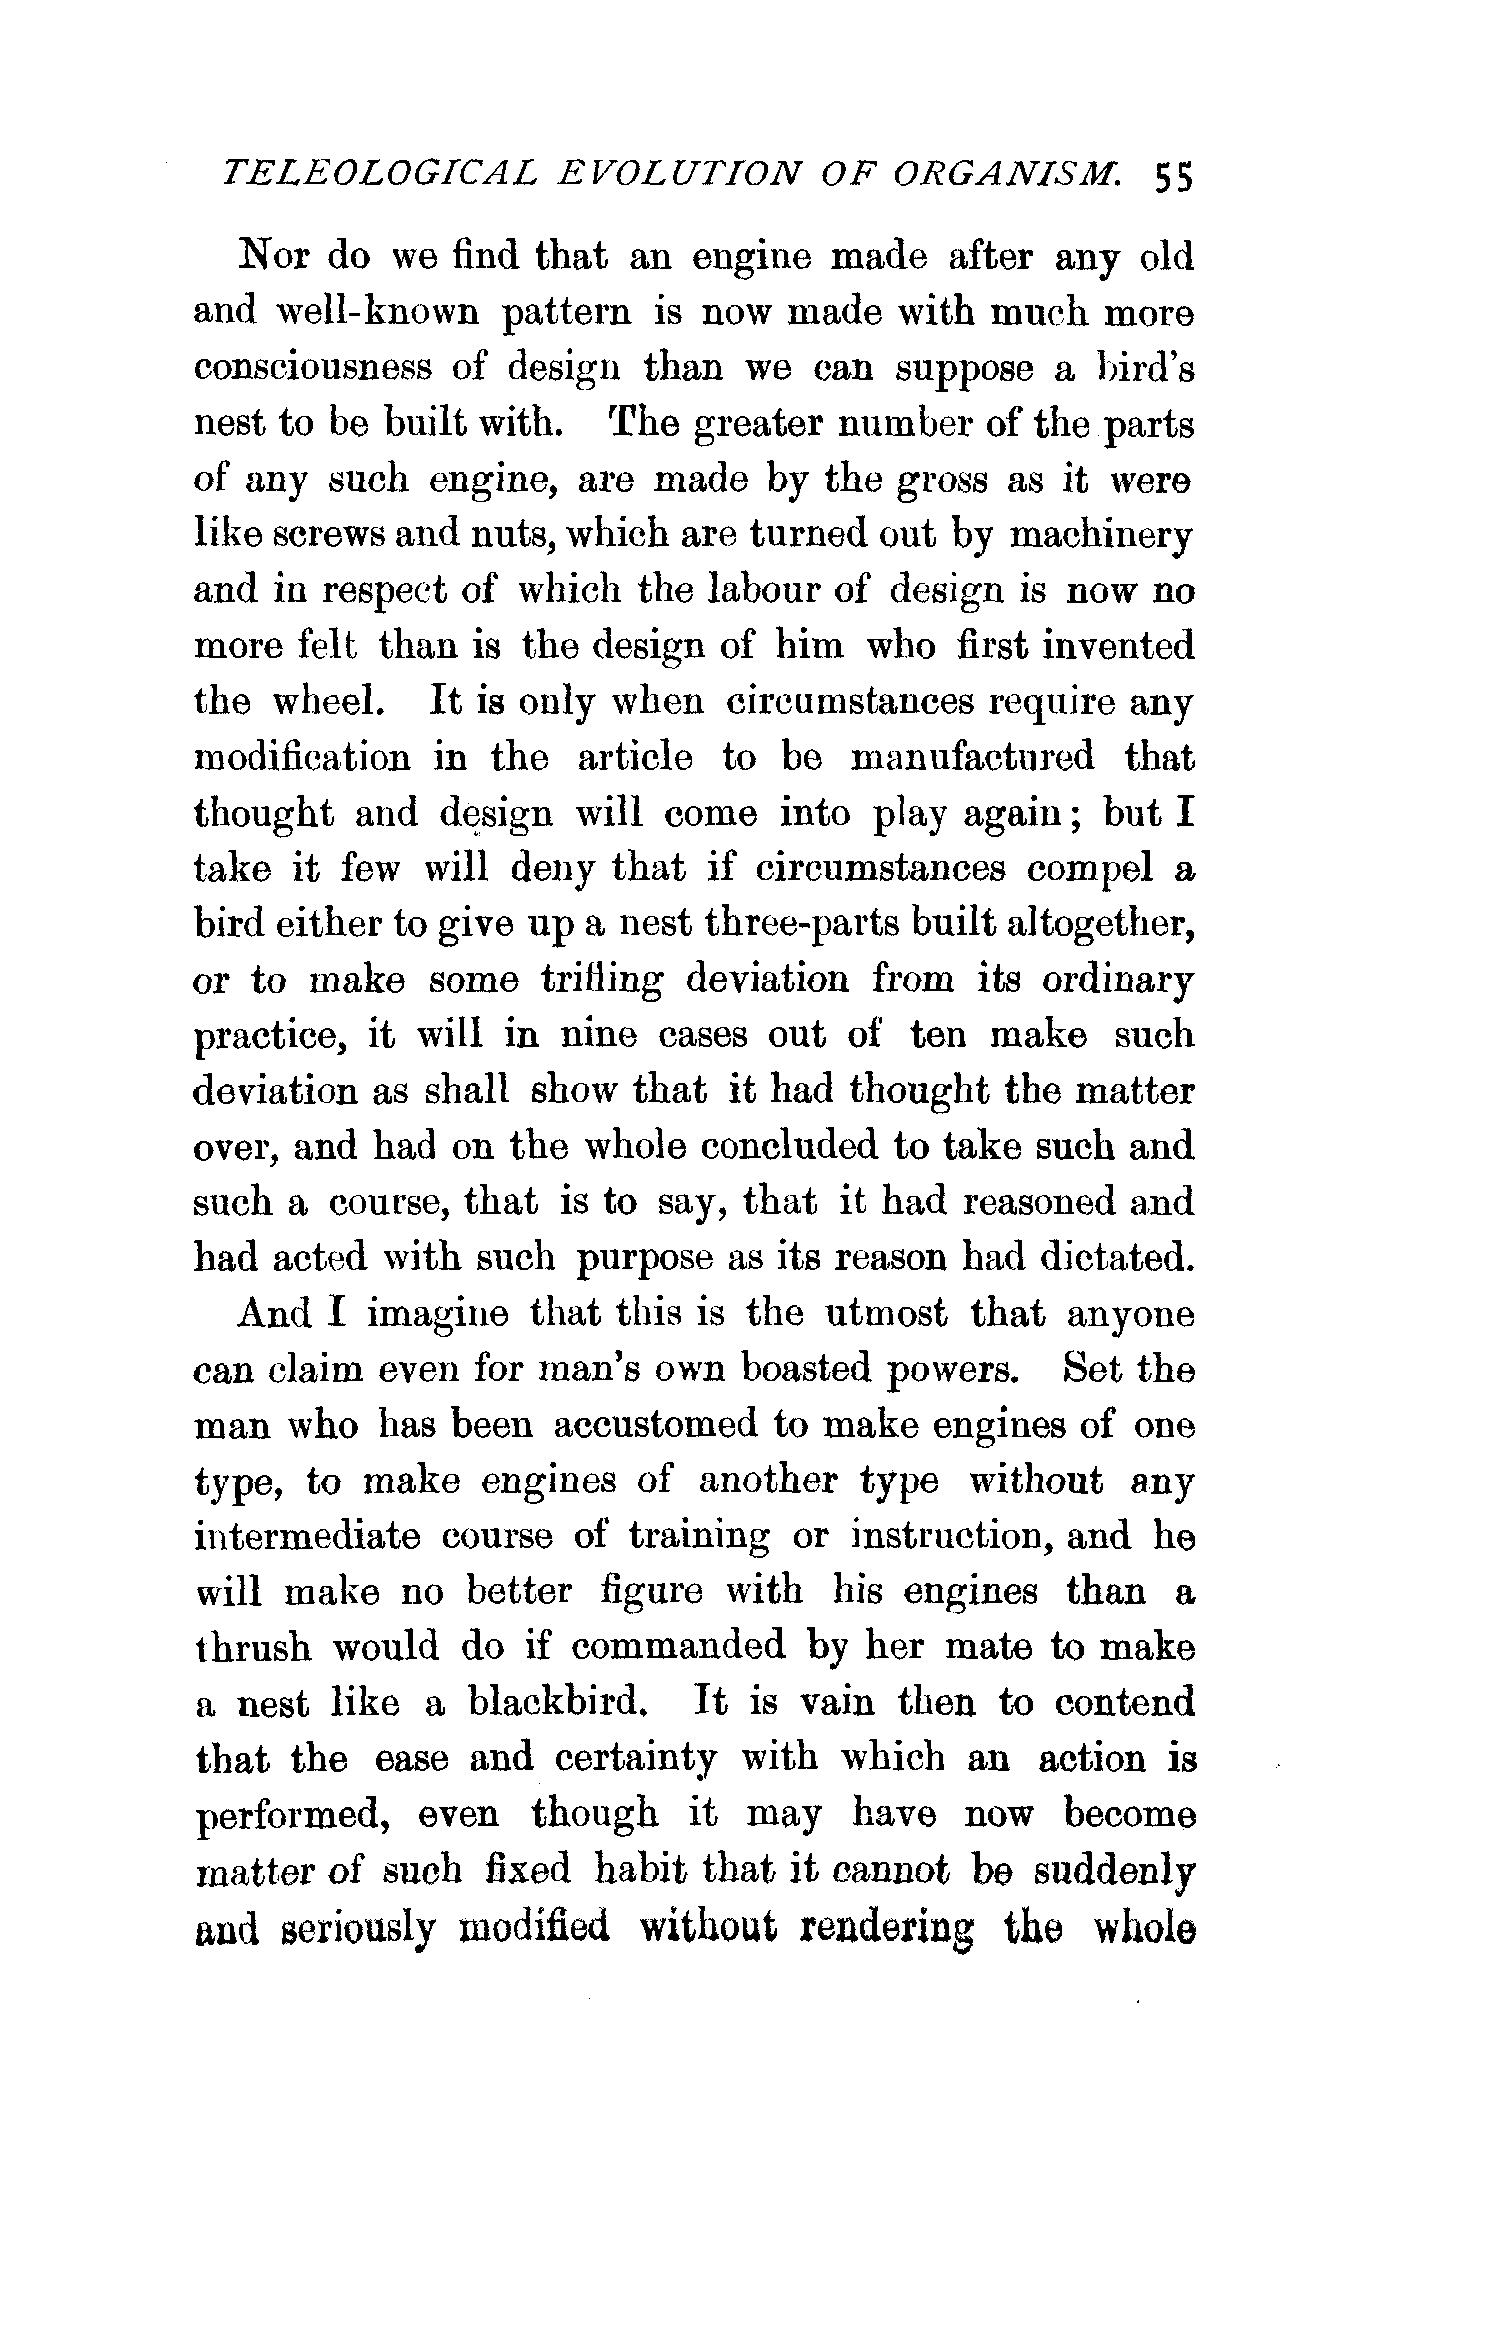 TELEOLOGICAL EVOLUTION OF ORGANISM. 55
Nor do we find that an engine made after any old
and well-known pattern is now made with much more
consciousness of design than we can suppose a bird's
nest to be built with. The greater number of the parts
of any such engine, are made by the gross as it were
like screws and nuts, which are turned out by machinery
and in respect of which the labour of design is now no
more felt than is the design of him who first invented
the wheel. It is only when circumstances require any
modification in the article to be manufactured that
thought and design will come into play again; but I
take it few will deny that if circumstances compel a
bird either to give up a nest three-parts built altogether,
or to make some trifling deviation from its ordinary
practice, it will in nine cases out of ten make such
deviation as shall show that it had thought the matter
over, and had on the whole concluded to take such and
such a course, that is to say, that it had reasoned and
had acted with such purpose as its reason had dictated.
And I imagine that this is the utmost that anyone
can claim even for man's own boasted powers. Set the
man who has been accustomed to make engines of one
type, to make engines of another type without any
intermediate course of training or instruction, and he
will make no better figure with his engines than a
thrush would do if commanded by her mate to make
a nest like a blackbird. It is vain then to contend
that the ease and certainty with which an action is
performed, even though it may have now become
matter of such fixed habit that it cannot be suddenly
and seriously modified without rendering the whole